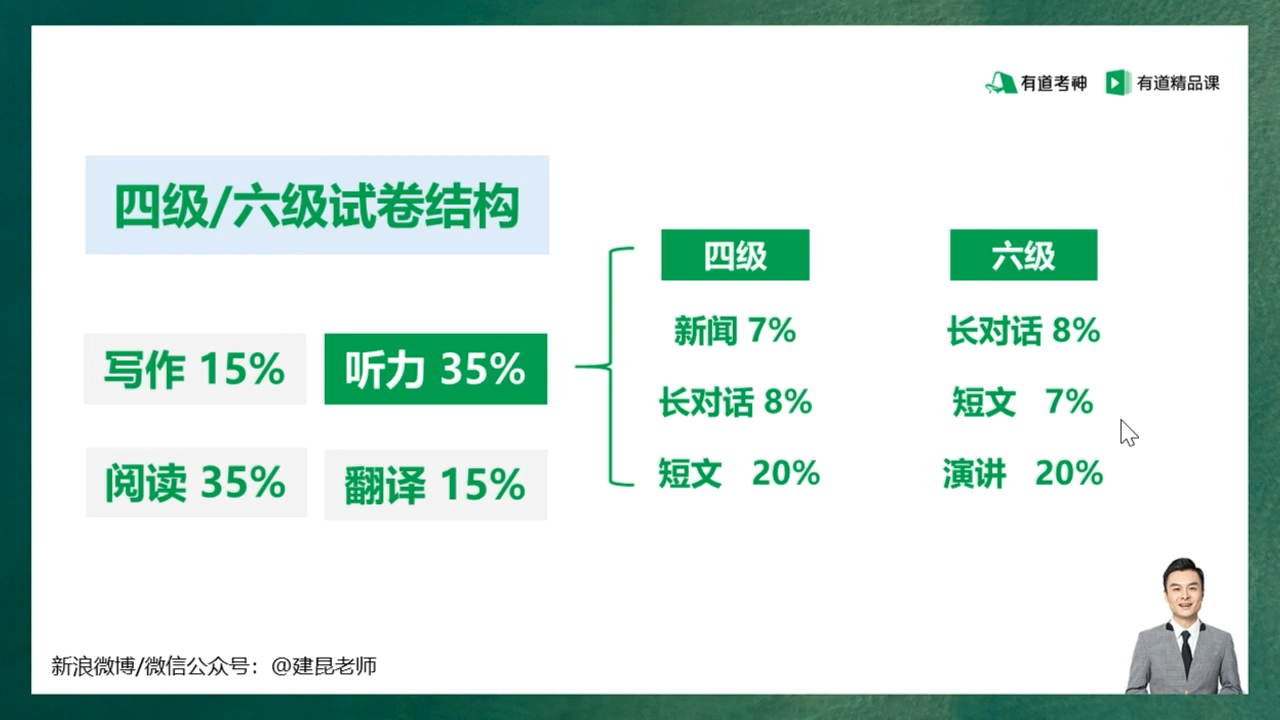 有道考神 有道精品课
四级/六级试卷结构
写作 15% 听力 35%
阅读 35% 翻译 15%
四级
新闻 7%
长对话 8%
短文 20%
六级
长对话 8%
短文 7%
演讲 20%
新浪微博/微信公众号：@建昆老师